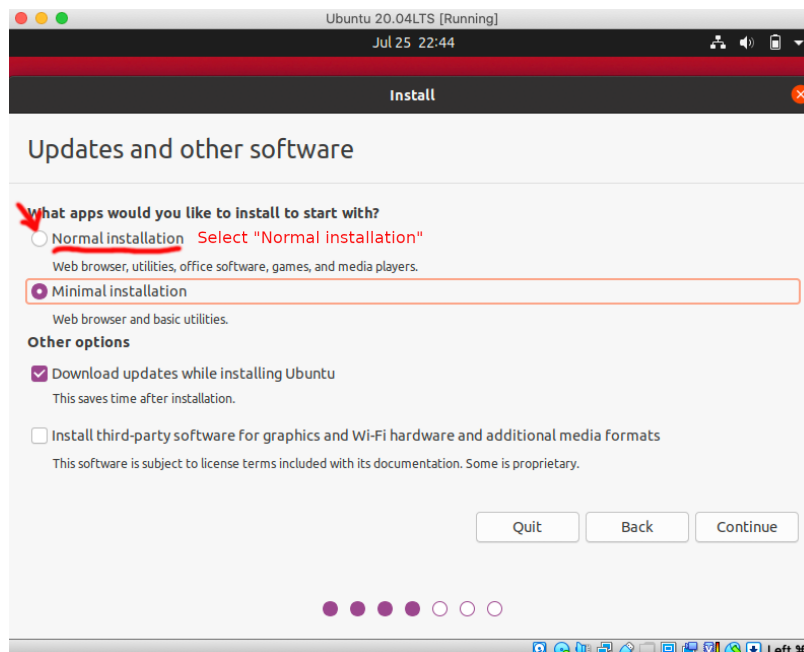 Ubuntu 20.04LTS [Running]
Jul 25 22:44
Install
Updates and other software
What apps would you like to install to start with?
Normal installation Select "Normal installation"
Web browser, utilities, office software, games, and media players.
Minimal installation
Web browser and basic utilities.
Other options
Download updates while installing Ubuntu
This saves time after installation.
Install third-party software for graphics and Wi-Fi hardware and additional media formats
This software is subject to license terms included with its documentation. Some is proprietary.
Quit Back Continue
Left ⌘